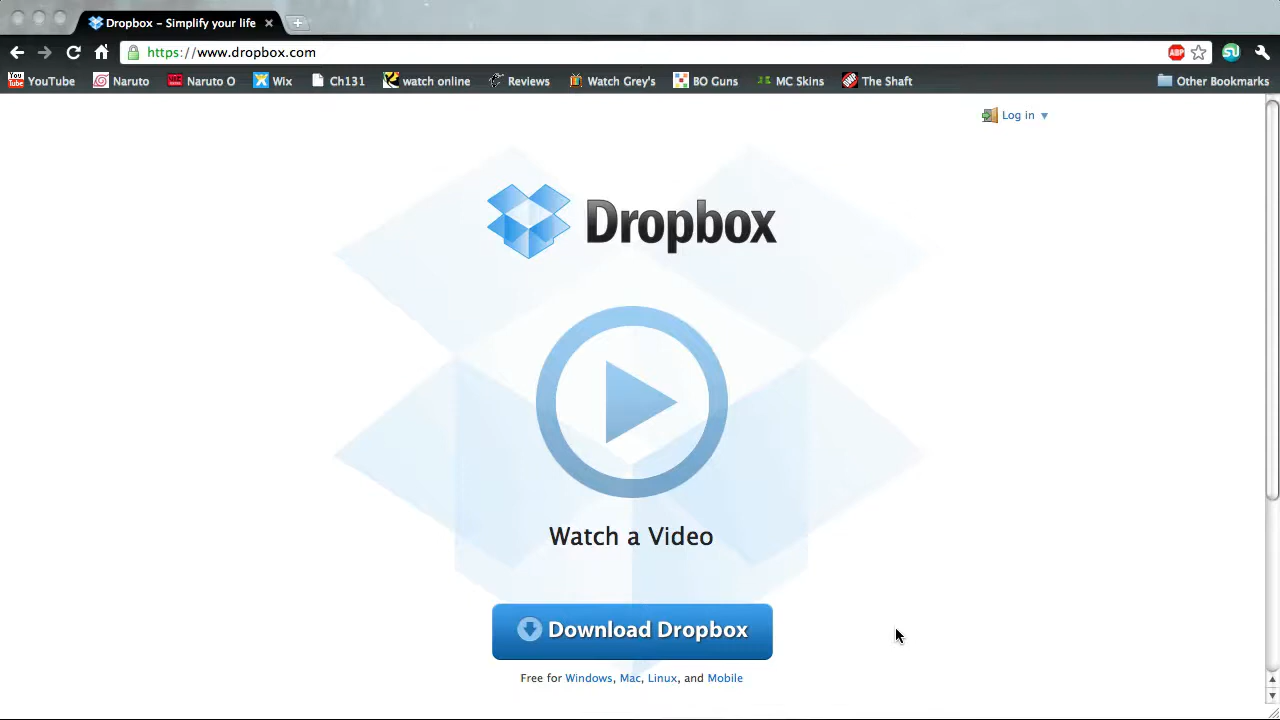 Dropbox – Simplify your life
https://www.dropbox.com
ABP
YouTube Naruto Naruto O Wix Ch131 watch online Reviews Watch Grey's BO Guns MC Skins The Shaft Other Bookmarks
Log in
Dropbox
Watch a Video
Download Dropbox
Free for Windows, Mac, Linux, and Mobile